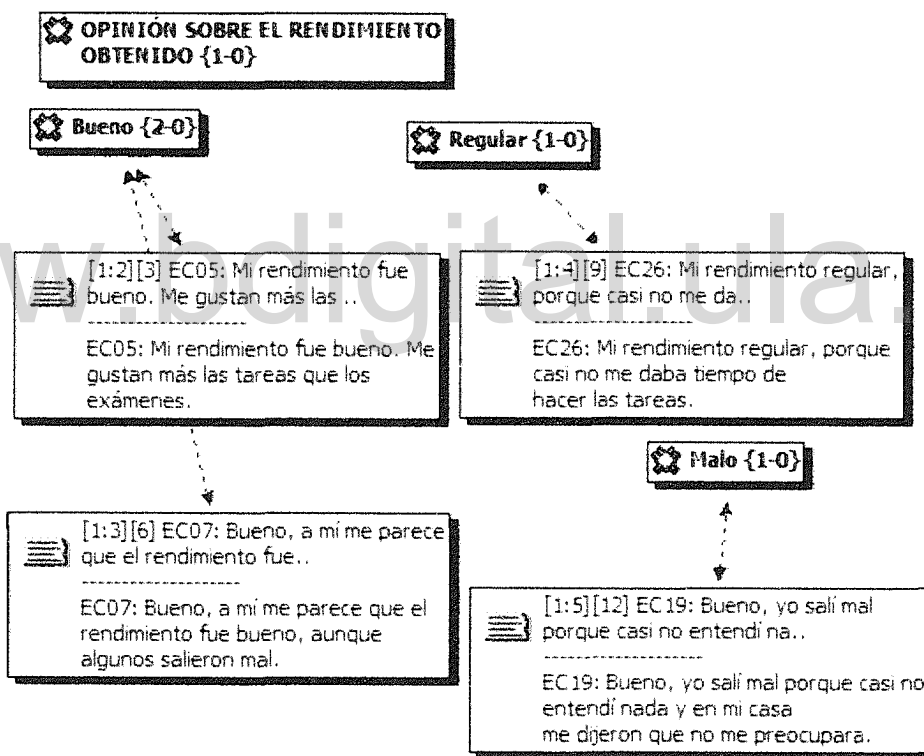 OPINIÓN SOBRE EL RENDIMIENTO
OBTENIDO {1-0}
Bueno {2-0}
Regular {1-0}
[1:2][3] EC05: Mi rendimiento fue
bueno. Me gustan más las ..
--------------------
EC05: Mi rendimiento fue bueno. Me
gustan más las tareas que los
exámenes.
[1:4][9] EC26: Mi rendimiento regular,
porque casi no me da..
--------------------
EC26: Mi rendimiento regular, porque
casi no me daba tiempo de
hacer las tareas.
Malo {1-0}
[1:3][6] EC07: Bueno, a mí me parece
que el rendimiento fue..
--------------------
EC07: Bueno, a mí me parece que el
rendimiento fue bueno, aunque
algunos salieron mal.
[1:5][12] EC19: Bueno, yo salí mal
porque casi no entendí na..
--------------------
EC19: Bueno, yo salí mal porque casi no
entendí nada y en mi casa
me dijeron que no me preocupara.
w.bdigital.ula.